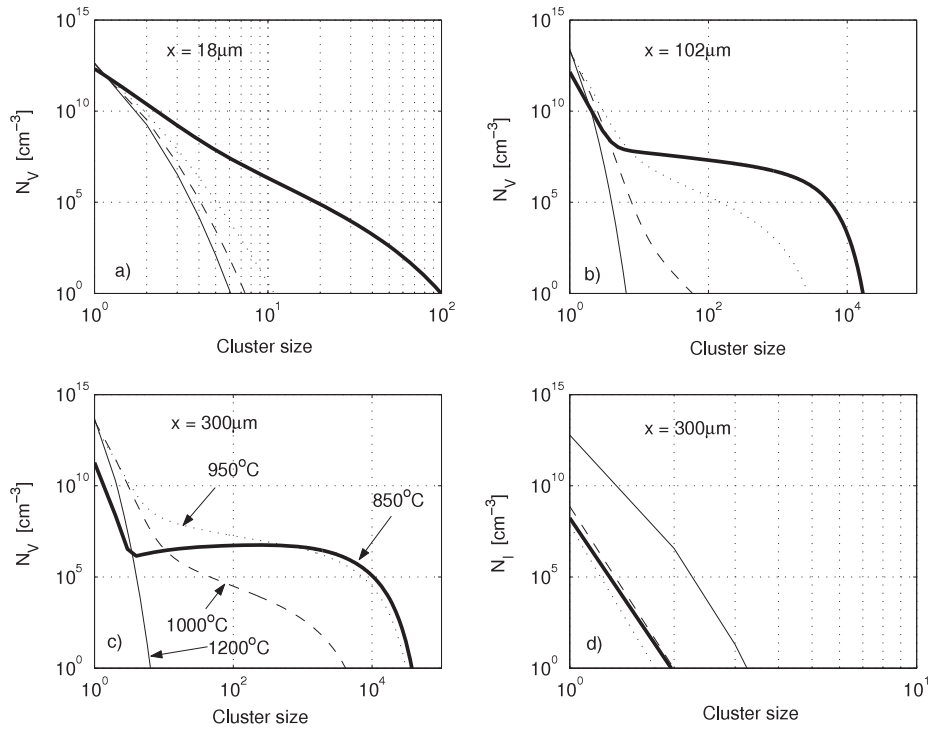 10^15
10^10
10^5
10^0
N_V [cm^−3]
x = 18μm
a)
10^0
10^1
10^2
Cluster size
10^15
10^10
10^5
10^0
N_V [cm^−3]
x = 102μm
b)
10^0
10^2
10^4
Cluster size
10^15
10^10
10^5
10^0
N_V [cm^−3]
x = 300μm
950°C
850°C
1000°C
1200°C
c)
10^0
10^2
10^4
Cluster size
10^15
10^10
10^5
10^0
N_I [cm^−3]
x = 300μm
d)
10^0
10^1
Cluster size